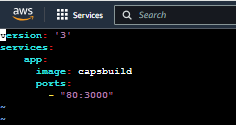 aws
Services
Search
version: '3'
services:
    app:
      image: capsbuild
      ports:
        - "80:3000"
~
~